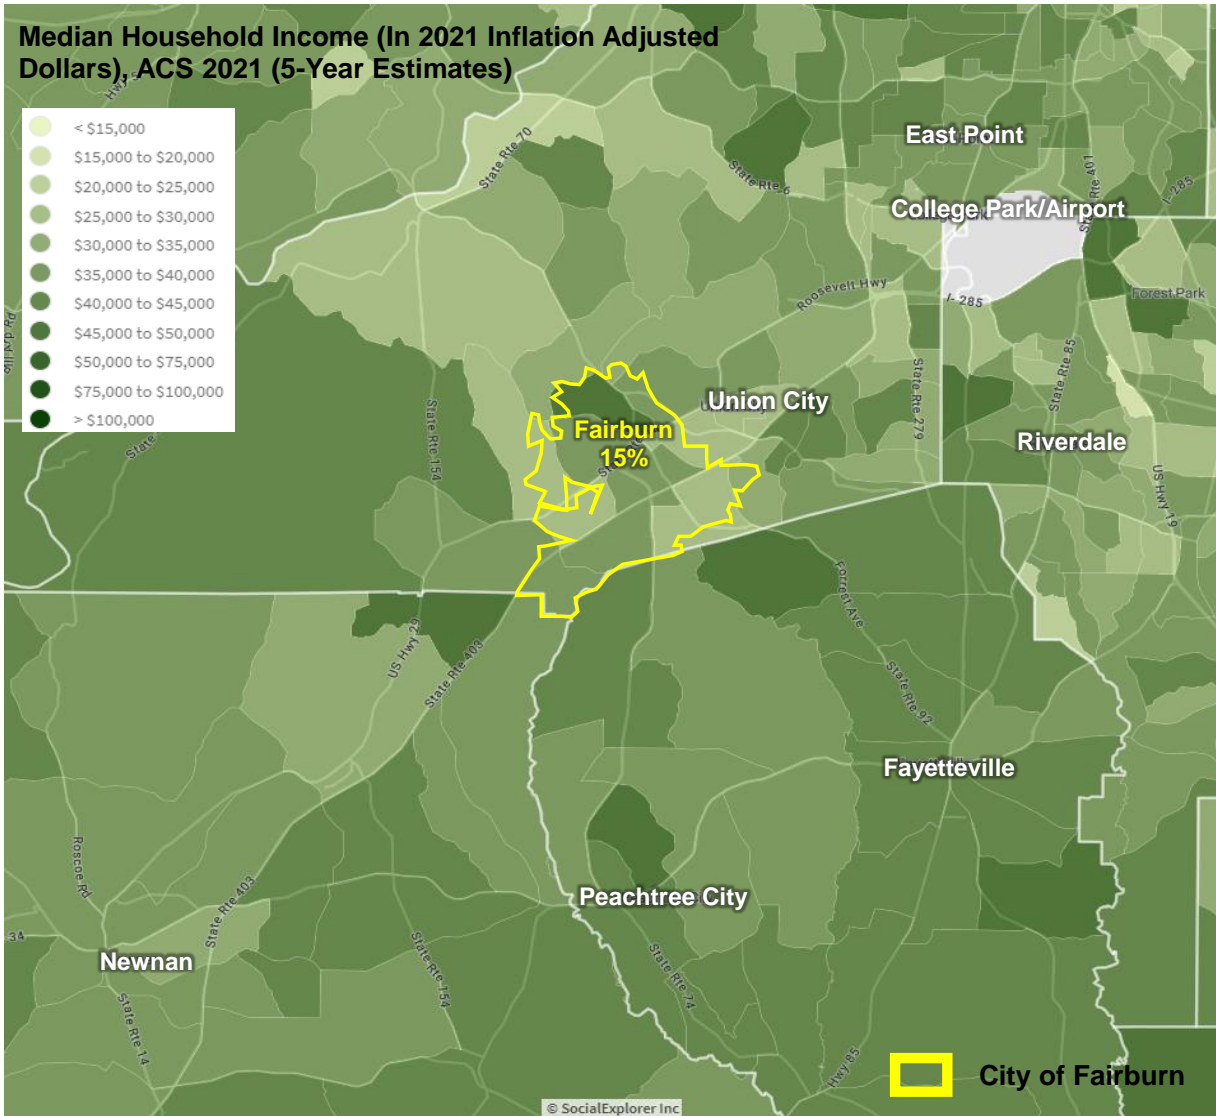 Median Household Income (In 2021 Inflation Adjusted
Dollars), ACS 2021 (5-Year Estimates)
< $15,000
$15,000 to $20,000
$20,000 to $25,000
$25,000 to $30,000
$30,000 to $35,000
$35,000 to $40,000
$40,000 to $45,000
$45,000 to $50,000
$50,000 to $75,000
$75,000 to $100,000
> $100,000
State Rte 70
State Rte 6
East Point
College Park/Airport
I-285
Roosevelt Hwy
I- 285
Forest Park
State Rte 154
State Rte 279
State Rte 85
Union City
Fairburn
15%
Riverdale
US Hwy 19
Forrest Ave
US Hwy 29
State Rte 403
State Rte 92
Fayetteville
Roscoe Rd
State Rte 403
Peachtree City
34
Newnan
State Rte 154
State Rte 74
State Rte 14
Hwy 85
City of Fairburn
© SocialExplorer Inc